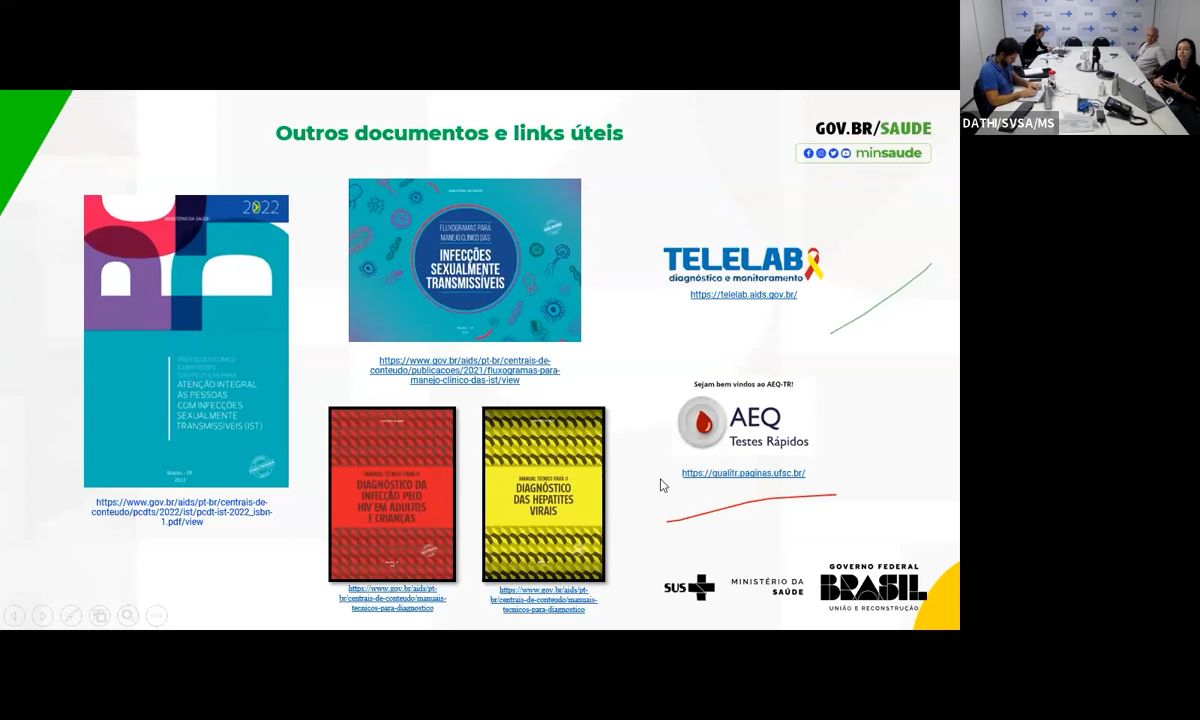 Outros documentos e links úteis
GOV.BR/SAUDE
minsaude
DATHI/SVSA/MS
2022
MINISTÉRIO DA SAÚDE
PROTOCOLO CLÍNICO
E DIRETRIZES
TERAPÊUTICAS PARA
ATENÇÃO INTEGRAL
ÀS PESSOAS
COM INFECÇÕES
SEXUALMENTE
TRANSMISSÍVEIS (IST)
Brasília - DF
2022
https://www.gov.br/aids/pt-br/centrais-de-
conteudo/pcdts/2022/ist/pcdt-ist-2022_isbn-
1.pdf/view
FLUXOGRAMAS PARA
MANEJO CLÍNICO DAS
INFECÇÕES
SEXUALMENTE
TRANSMISSÍVEIS
https://www.gov.br/aids/pt-br/centrais-de-
conteudo/publicacoes/2021/fluxogramas-para-
manejo-clinico-das-ist/view
MANUAL TÉCNICO PARA O
DIAGNÓSTICO DA
INFECÇÃO PELO
HIV EM ADULTOS
E CRIANÇAS
https://www.gov.br/aids/pt-
br/centrais-de-conteudo/manuais-
tecnicos-para-diagnostico
MANUAL TÉCNICO PARA O
DIAGNÓSTICO
DAS HEPATITES
VIRAIS
https://www.gov.br/aids/pt-
br/centrais-de-conteudo/manuais-
tecnicos-para-diagnostico
TELELAB
diagnóstico e monitoramento
https://telelab.aids.gov.br/
Sejam bem vindos ao AEQ-TR!
AEQ
Testes Rápidos
https://qualitr.paginas.ufsc.br/
SUS
MINISTÉRIO DA
SAÚDE
GOVERNO FEDERAL
BRASIL
UNIÃO E RECONSTRUÇÃO